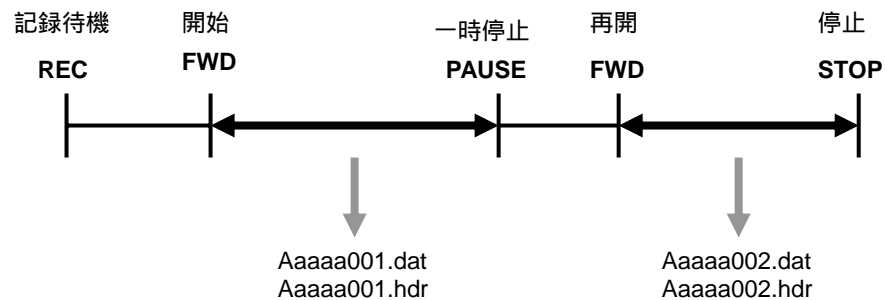 記録待機
REC
開始
FWD
一時停止
PAUSE
再開
FWD
停止
STOP
Aaaaa001.dat
Aaaaa001.hdr
Aaaaa002.dat
Aaaaa002.hdr